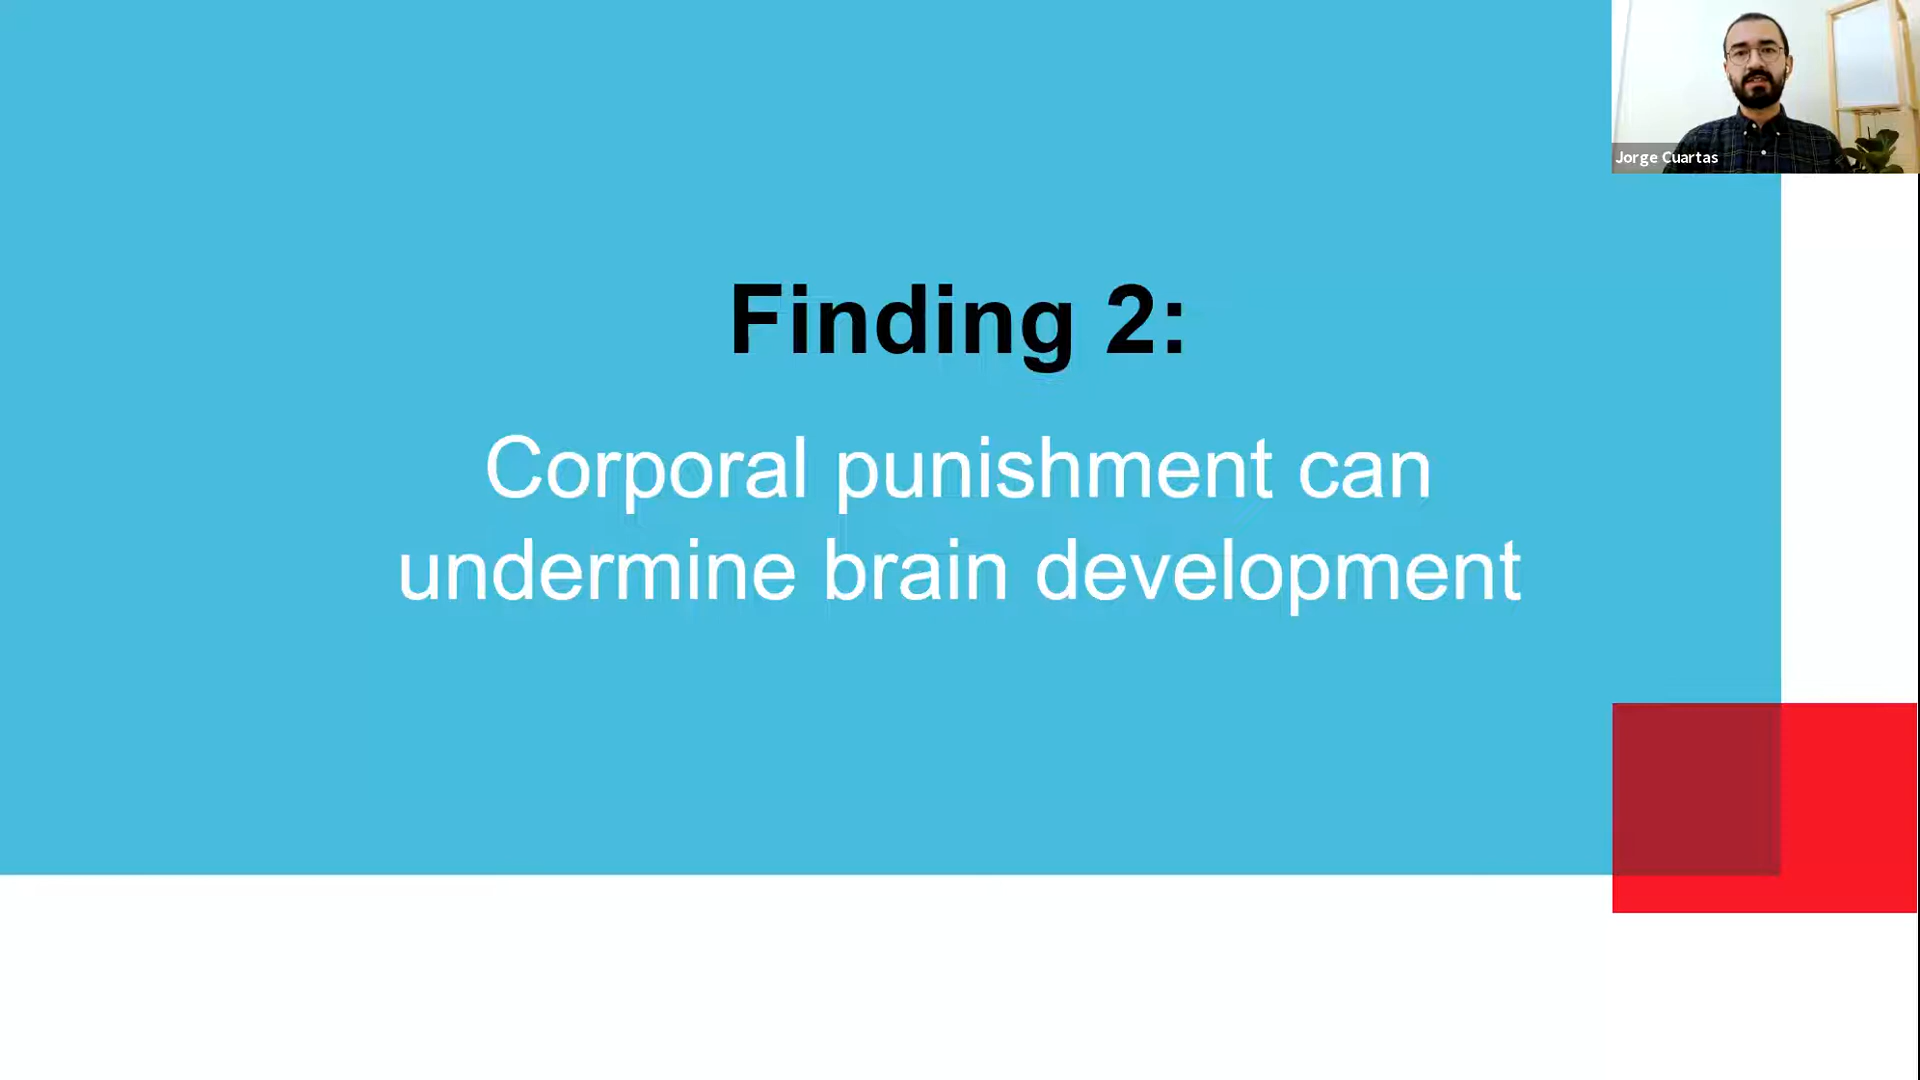 Jorge Cuartas
Finding 2:
Corporal punishment can
undermine brain development